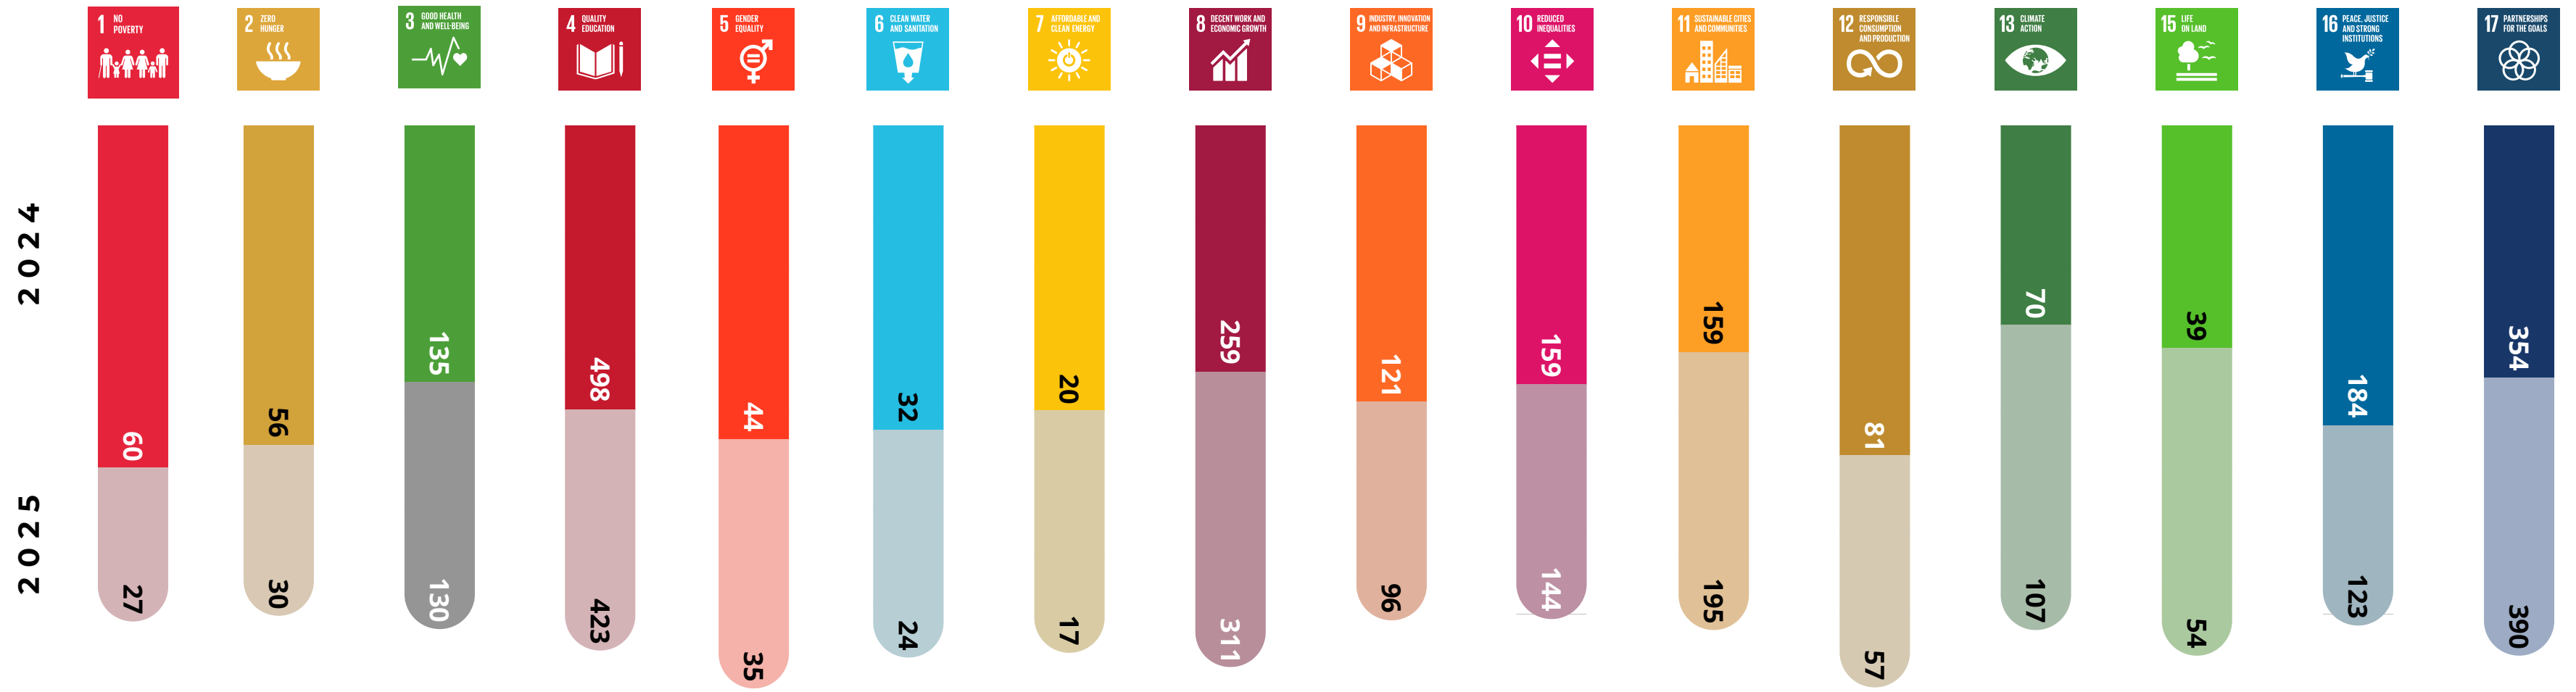 1 NO
POVERTY
2 ZERO
HUNGER
3 GOOD HEALTH
AND WELL-BEING
4 QUALITY
EDUCATION
5 GENDER
EQUALITY
6 CLEAN WATER
AND SANITATION
7 AFFORDABLE AND
CLEAN ENERGY
8 DECENT WORK AND
ECONOMIC GROWTH
9 INDUSTRY, INNOVATION
AND INFRASTRUCTURE
10 REDUCED
INEQUALITIES
11 SUSTAINABLE CITIES
AND COMMUNITIES
12 RESPONSIBLE
CONSUMPTION
AND PRODUCTION
13 CLIMATE
ACTION
15 LIFE
ON LAND
16 PEACE, JUSTICE
AND STRONG
INSTITUTIONS
17 PARTNERSHIPS
FOR THE GOALS
2024
60
56
135
498
44
32
20
259
121
159
159
81
70
39
184
354
2025
27
30
130
423
35
24
17
311
96
144
195
57
107
54
123
390